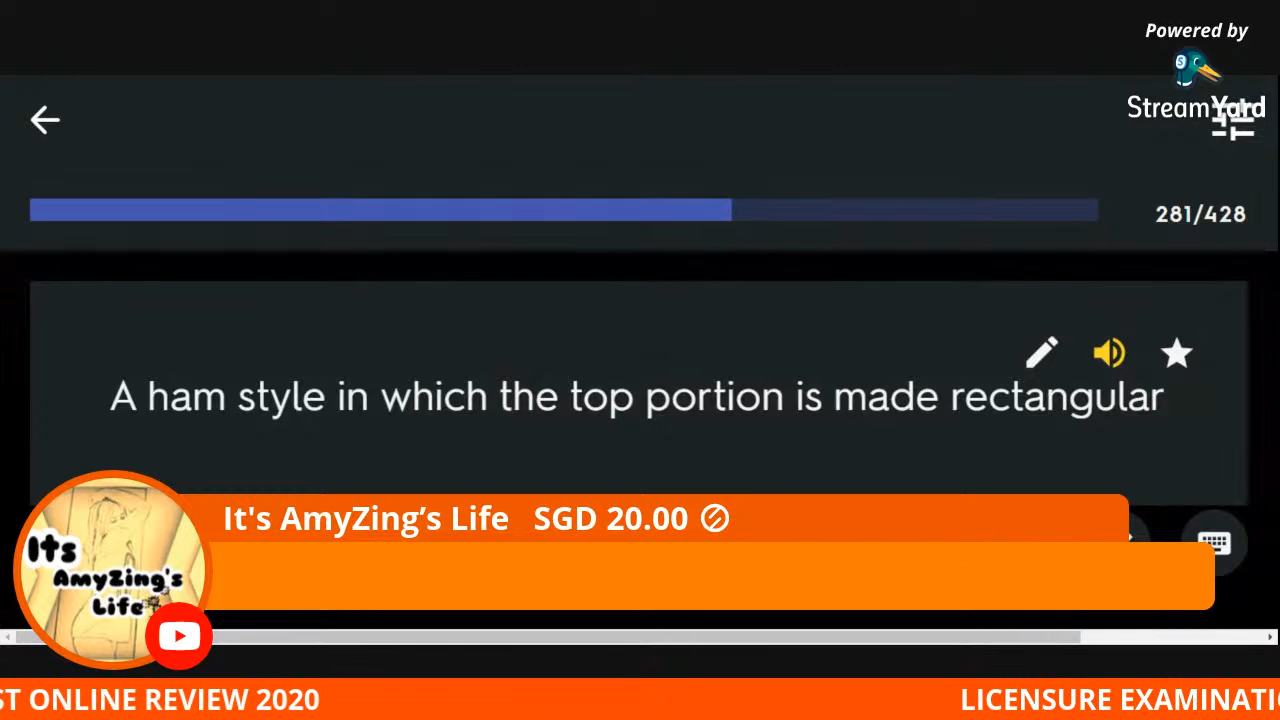 Powered by
StreamYard
281/428
A ham style in which the top portion is made rectangular
It's AmyZing’s Life SGD 20.00
Its
AmyZing's
Life
ST ONLINE REVIEW 2020
LICENSURE EXAMINATI